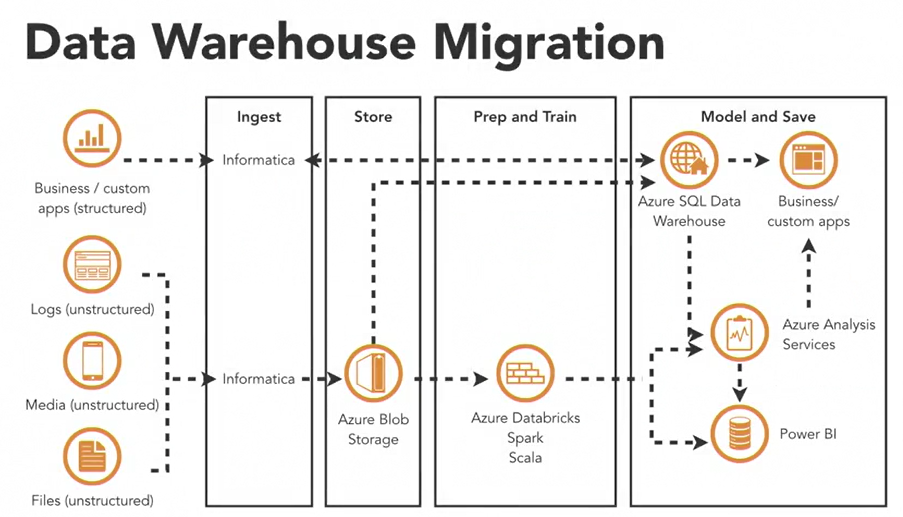 Data Warehouse Migration
Ingest
Store
Prep and Train
Model and Save
Business / custom
apps (structured)
Informatica
Azure SQL Data
Warehouse
Business/
custom apps
Logs (unstructured)
Media (unstructured)
Files (unstructured)
Informatica
Azure Blob
Storage
Azure Databricks
Spark
Scala
Azure Analysis
Services
Power BI